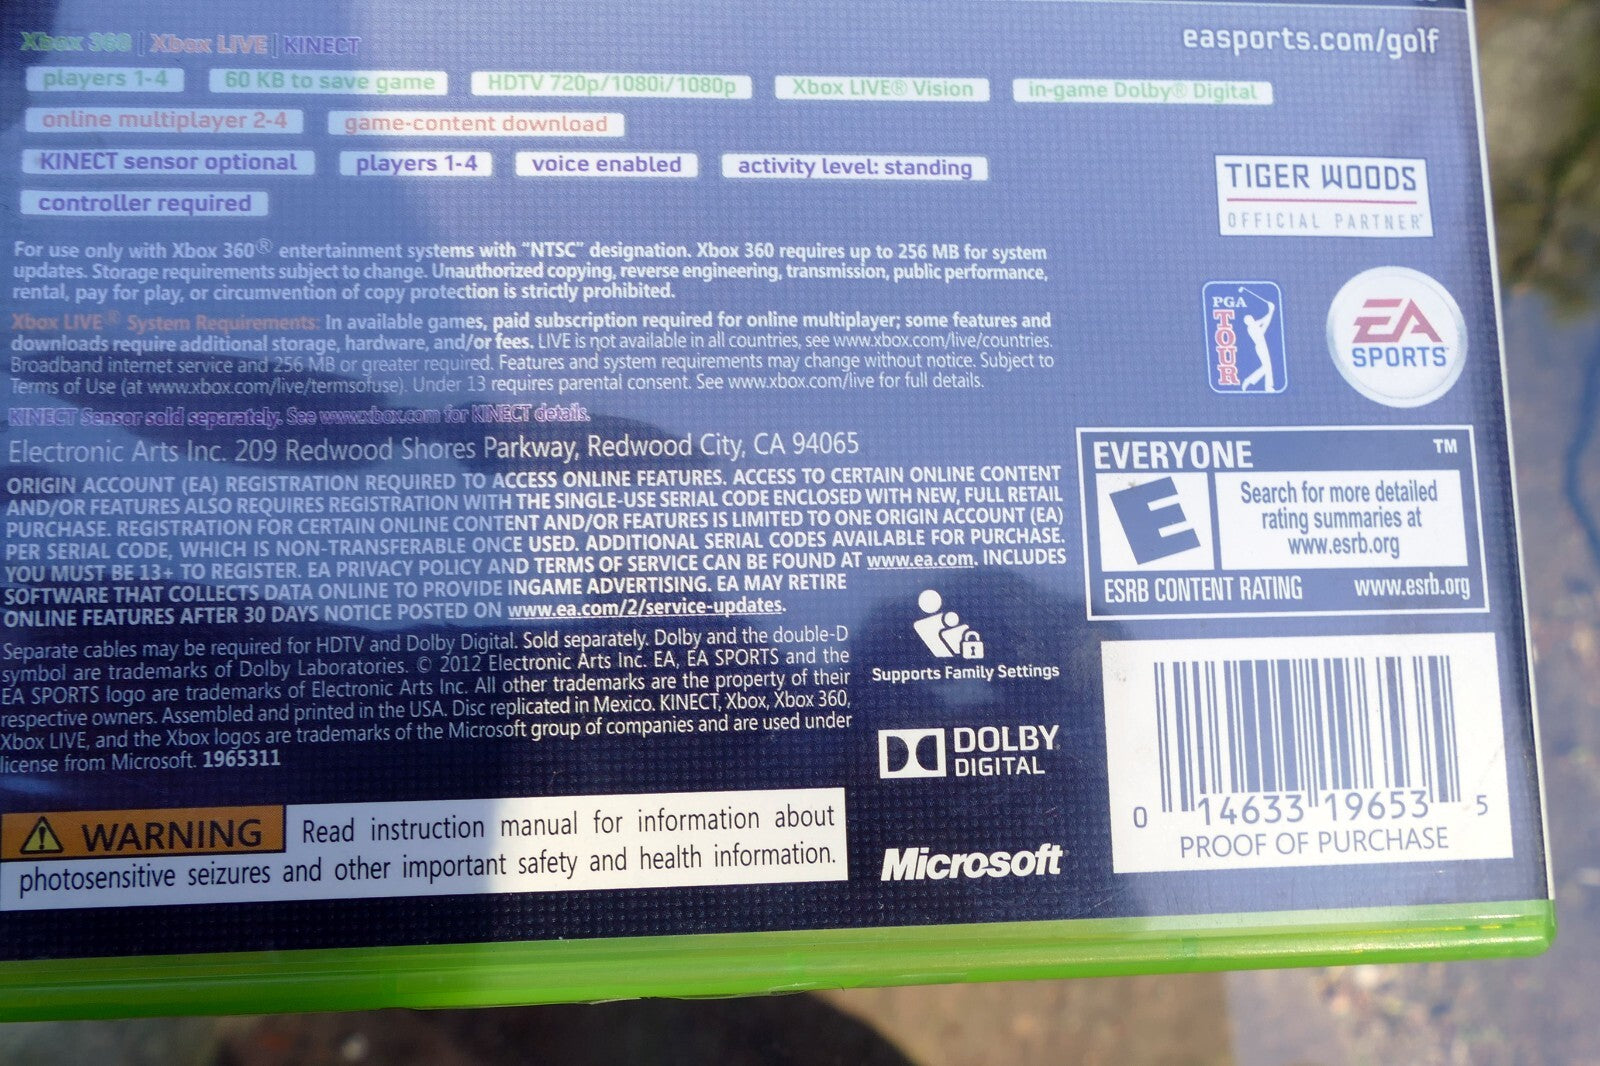 Xbox 360 | Xbox LIVE | KINECT
easports.com/golf
players 1-4 60 KB to save game HDTV 720p/1080i/1080p Xbox LIVE® Vision in-game Dolby® Digital
online multiplayer 2-4 game-content download
KINECT sensor optional players 1-4 voice enabled activity level: standing
controller required
TIGER WOODS
OFFICIAL PARTNER
For use only with Xbox 360® entertainment systems with "NTSC" designation. Xbox 360 requires up to 256 MB for system
updates. Storage requirements subject to change. Unauthorized copying, reverse engineering, transmission, public performance,
rental, pay for play, or circumvention of copy protection is strictly prohibited.
Xbox LIVE® System Requirements: In available games, paid subscription required for online multiplayer; some features and
downloads require additional storage, hardware, and/or fees. LIVE is not available in all countries, see www.xbox.com/live/countries.
Broadband internet service and 256 MB or greater required. Features and system requirements may change without notice. Subject to
Terms of Use (at www.xbox.com/live/termsofuse). Under 13 requires parental consent. See www.xbox.com/live for full details.
KINECT Sensor sold separately. See www.xbox.com for KINECT details.
PGA
TOUR
EA
SPORTS™
Electronic Arts Inc. 209 Redwood Shores Parkway, Redwood City, CA 94065
ORIGIN ACCOUNT (EA) REGISTRATION REQUIRED TO ACCESS ONLINE FEATURES. ACCESS TO CERTAIN ONLINE CONTENT
AND/OR FEATURES ALSO REQUIRES REGISTRATION WITH THE SINGLE-USE SERIAL CODE ENCLOSED WITH NEW, FULL RETAIL
PURCHASE. REGISTRATION FOR CERTAIN ONLINE CONTENT AND/OR FEATURES IS LIMITED TO ONE ORIGIN ACCOUNT (EA)
PER SERIAL CODE, WHICH IS NON-TRANSFERABLE ONCE USED. ADDITIONAL SERIAL CODES AVAILABLE FOR PURCHASE.
YOU MUST BE 13+ TO REGISTER. EA PRIVACY POLICY AND TERMS OF SERVICE CAN BE FOUND AT www.ea.com. INCLUDES
SOFTWARE THAT COLLECTS DATA ONLINE TO PROVIDE INGAME ADVERTISING. EA MAY RETIRE
ONLINE FEATURES AFTER 30 DAYS NOTICE POSTED ON www.ea.com/2/service-updates.
Separate cables may be required for HDTV and Dolby Digital. Sold separately. Dolby and the double-D
symbol are trademarks of Dolby Laboratories. © 2012 Electronic Arts Inc. EA, EA SPORTS and the
EA SPORTS logo are trademarks of Electronic Arts Inc. All other trademarks are the property of their
respective owners. Assembled and printed in the USA. Disc replicated in Mexico. KINECT, Xbox, Xbox 360,
Xbox LIVE, and the Xbox logos are trademarks of the Microsoft group of companies and are used under
license from Microsoft. 1965311
EVERYONE ™
E
Search for more detailed
rating summaries at
www.esrb.org
ESRB CONTENT RATING www.esrb.org
Supports Family Settings
DOLBY
DIGITAL
Microsoft
0 14633 19653 5
PROOF OF PURCHASE
WARNING Read instruction manual for information about
photosensitive seizures and other important safety and health information.